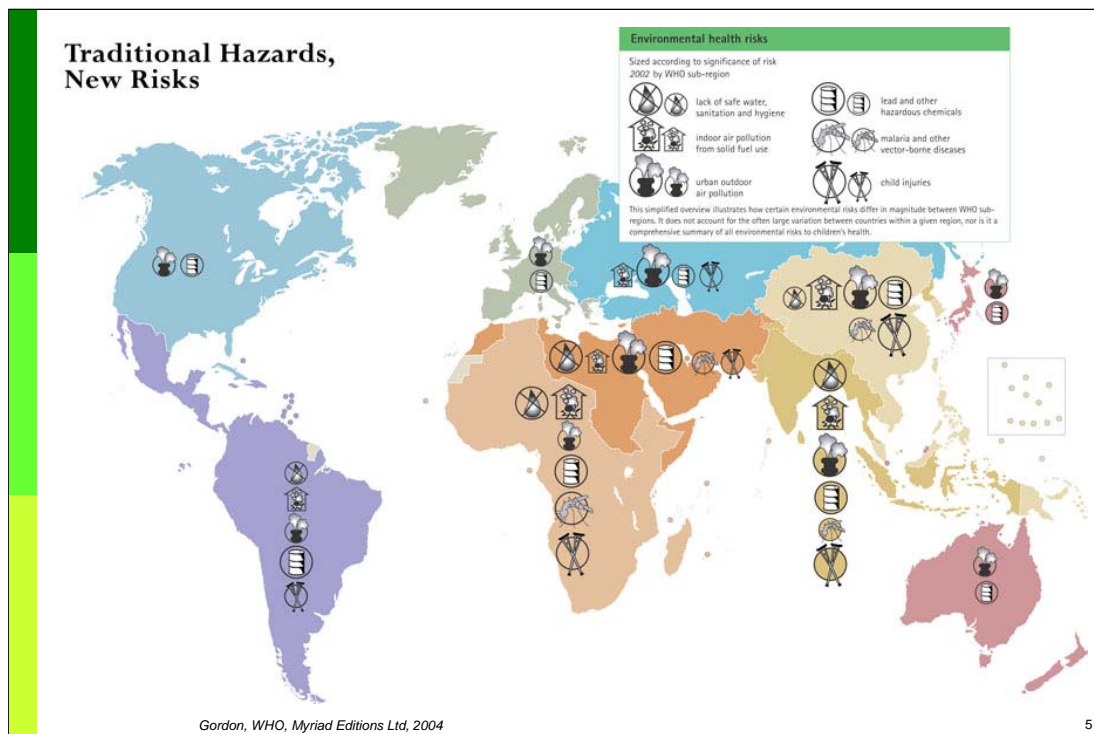 Traditional Hazards,
New Risks
Environmental health risks
Sized according to significance of risk
2002 by WHO sub-region
lack of safe water,
sanitation and hygiene
indoor air pollution
from solid fuel use
urban outdoor
air pollution
lead and other
hazardous chemicals
malaria and other
vector-borne diseases
child injuries
This simplified overview illustrates how certain environmental risks differ in magnitude between WHO sub-
regions. It does not account for the often large variation between countries within a given region, nor is it a
comprehensive summary of all environmental risks to children's health.
Gordon, WHO, Myriad Editions Ltd, 2004
5